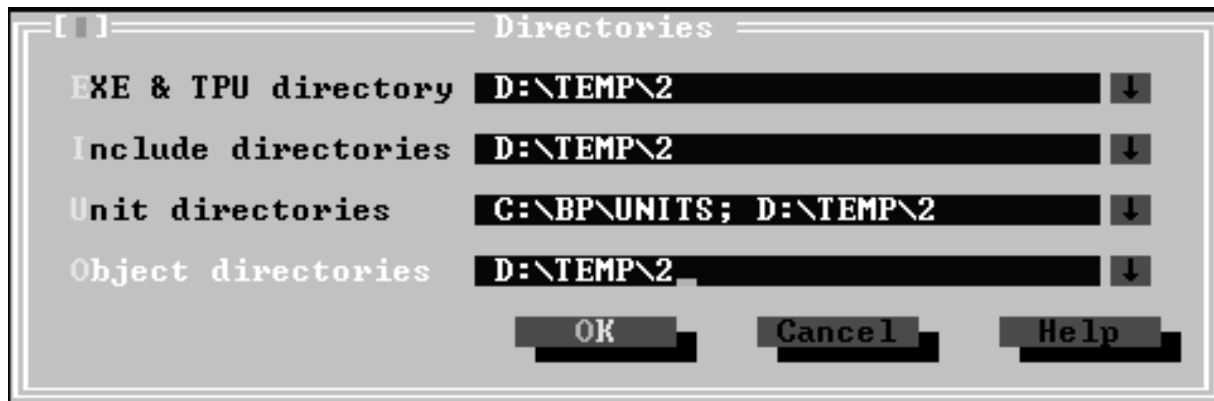 [ ] Directories
EXE & TPU directory D:\TEMP\2 ↓
Include directories D:\TEMP\2 ↓
Unit directories C:\BP\UNITS; D:\TEMP\2 ↓
Object directories D:\TEMP\2_ ↓
OK Cancel Help